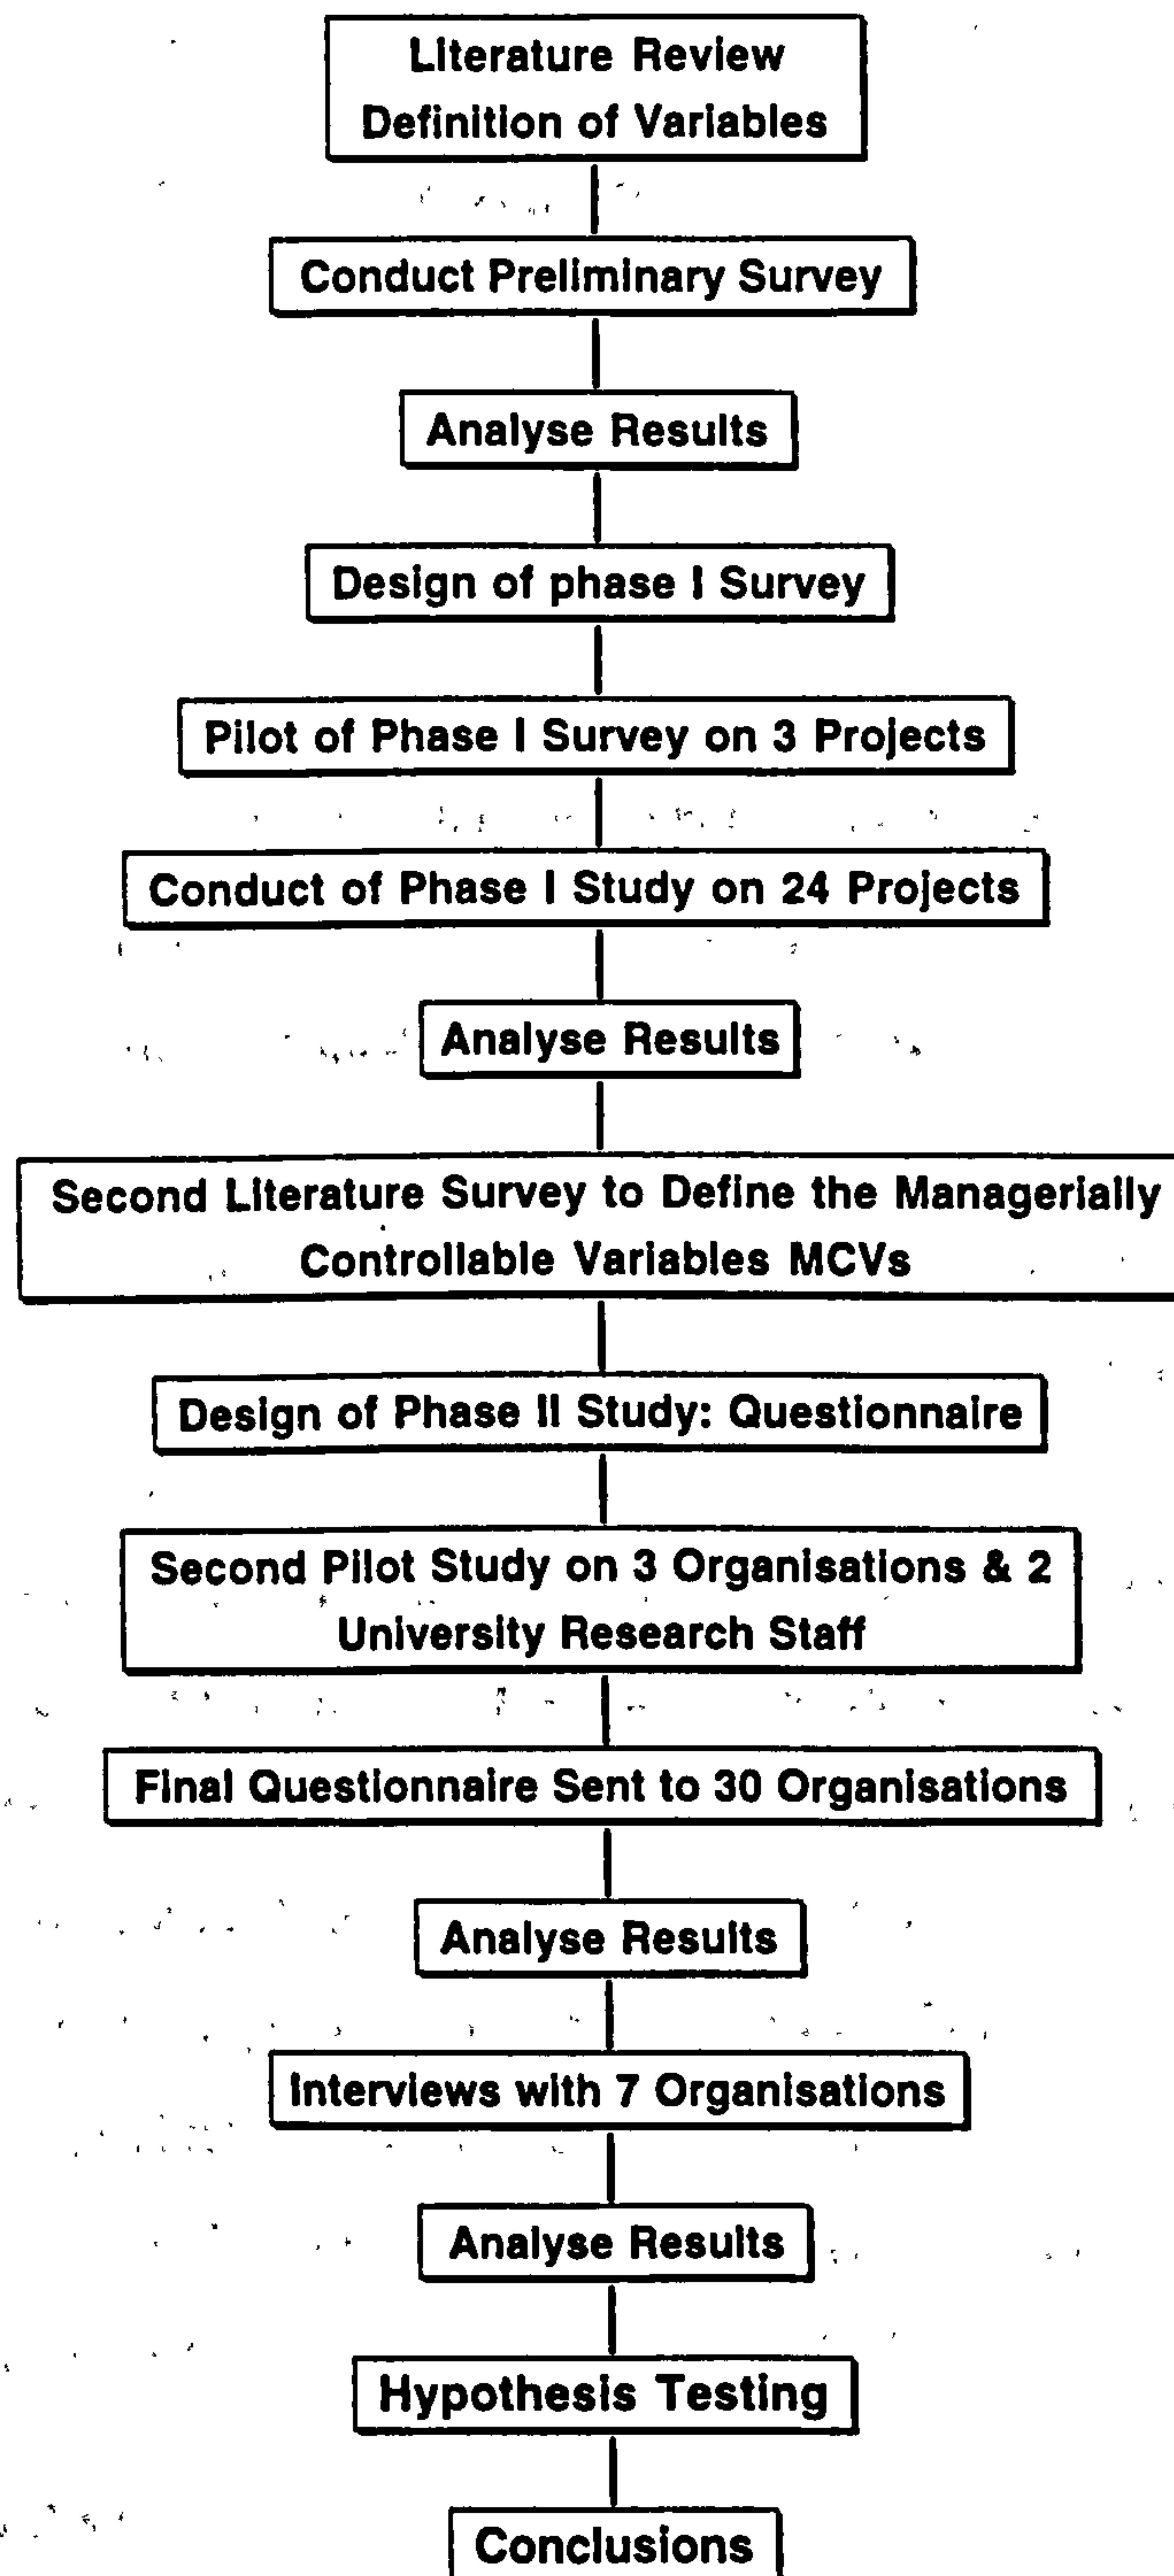 Literature Review
Definition of Variables
Conduct Preliminary Survey
Analyse Results
Design of phase I Survey
Pilot of Phase I Survey on 3 Projects
Conduct of Phase I Study on 24 Projects
Analyse Results
Second Literature Survey to Define the Managerially
Controllable Variables MCVs
Design of Phase II Study: Questionnaire
Second Pilot Study on 3 Organisations & 2
University Research Staff
Final Questionnaire Sent to 30 Organisations
Analyse Results
Interviews with 7 Organisations
Analyse Results
Hypothesis Testing
Conclusions